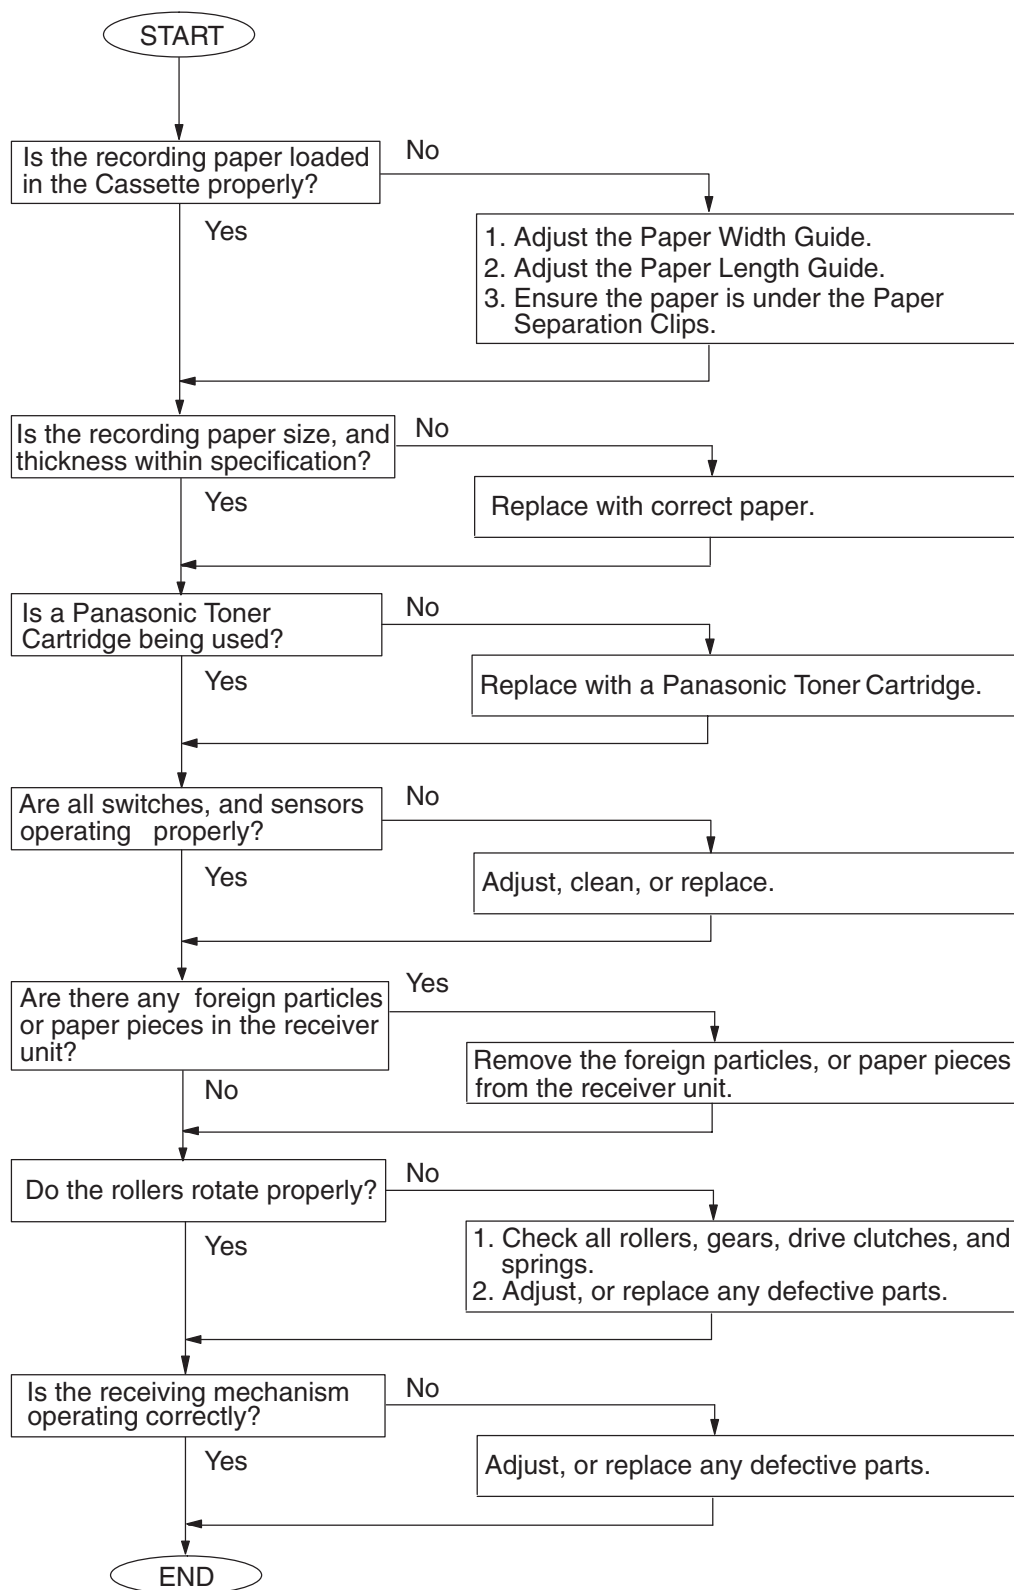 START
Is the recording paper loaded
in the Cassette properly?
No
Yes
1. Adjust the Paper Width Guide.
2. Adjust the Paper Length Guide.
3. Ensure the paper is under the Paper
Separation Clips.
Is the recording paper size, and
thickness within specification?
No
Yes
Replace with correct paper.
Is a Panasonic Toner
Cartridge being used?
No
Yes
Replace with a Panasonic Toner Cartridge.
Are all switches, and sensors
operating properly?
No
Yes
Adjust, clean, or replace.
Are there any foreign particles
or paper pieces in the receiver
unit?
Yes
No
Remove the foreign particles, or paper pieces
from the receiver unit.
Do the rollers rotate properly?
No
Yes
1. Check all rollers, gears, drive clutches, and
springs.
2. Adjust, or replace any defective parts.
Is the receiving mechanism
operating correctly?
No
Yes
Adjust, or replace any defective parts.
END